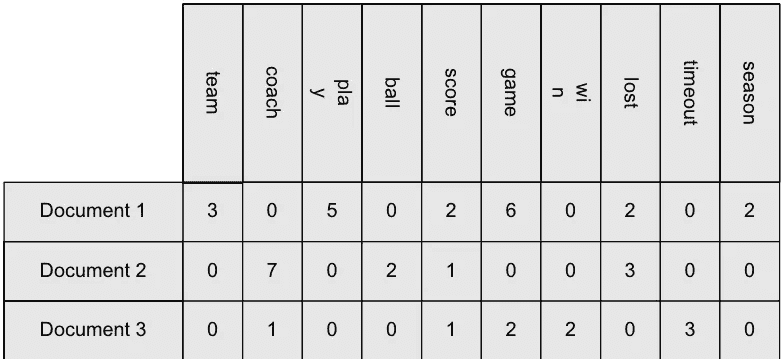 team coach pla y ball score game wi n lost timeout season
Document 1 3 0 5 0 2 6 0 2 0 2
Document 2 0 7 0 2 1 0 0 3 0 0
Document 3 0 1 0 0 1 2 2 0 3 0